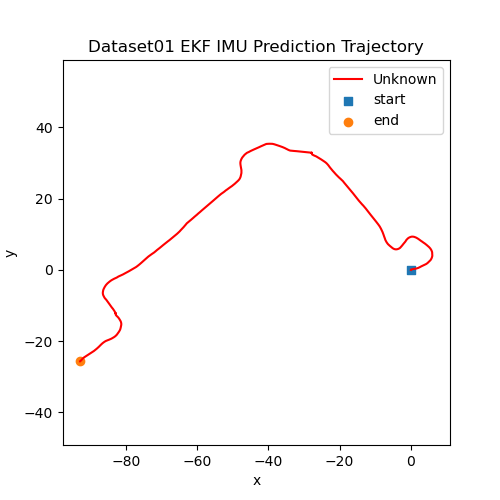 Dataset01 EKF IMU Prediction Trajectory
Unknown
start
end
40
20
0
−20
−40
y
−80
−60
−40
−20
0
x